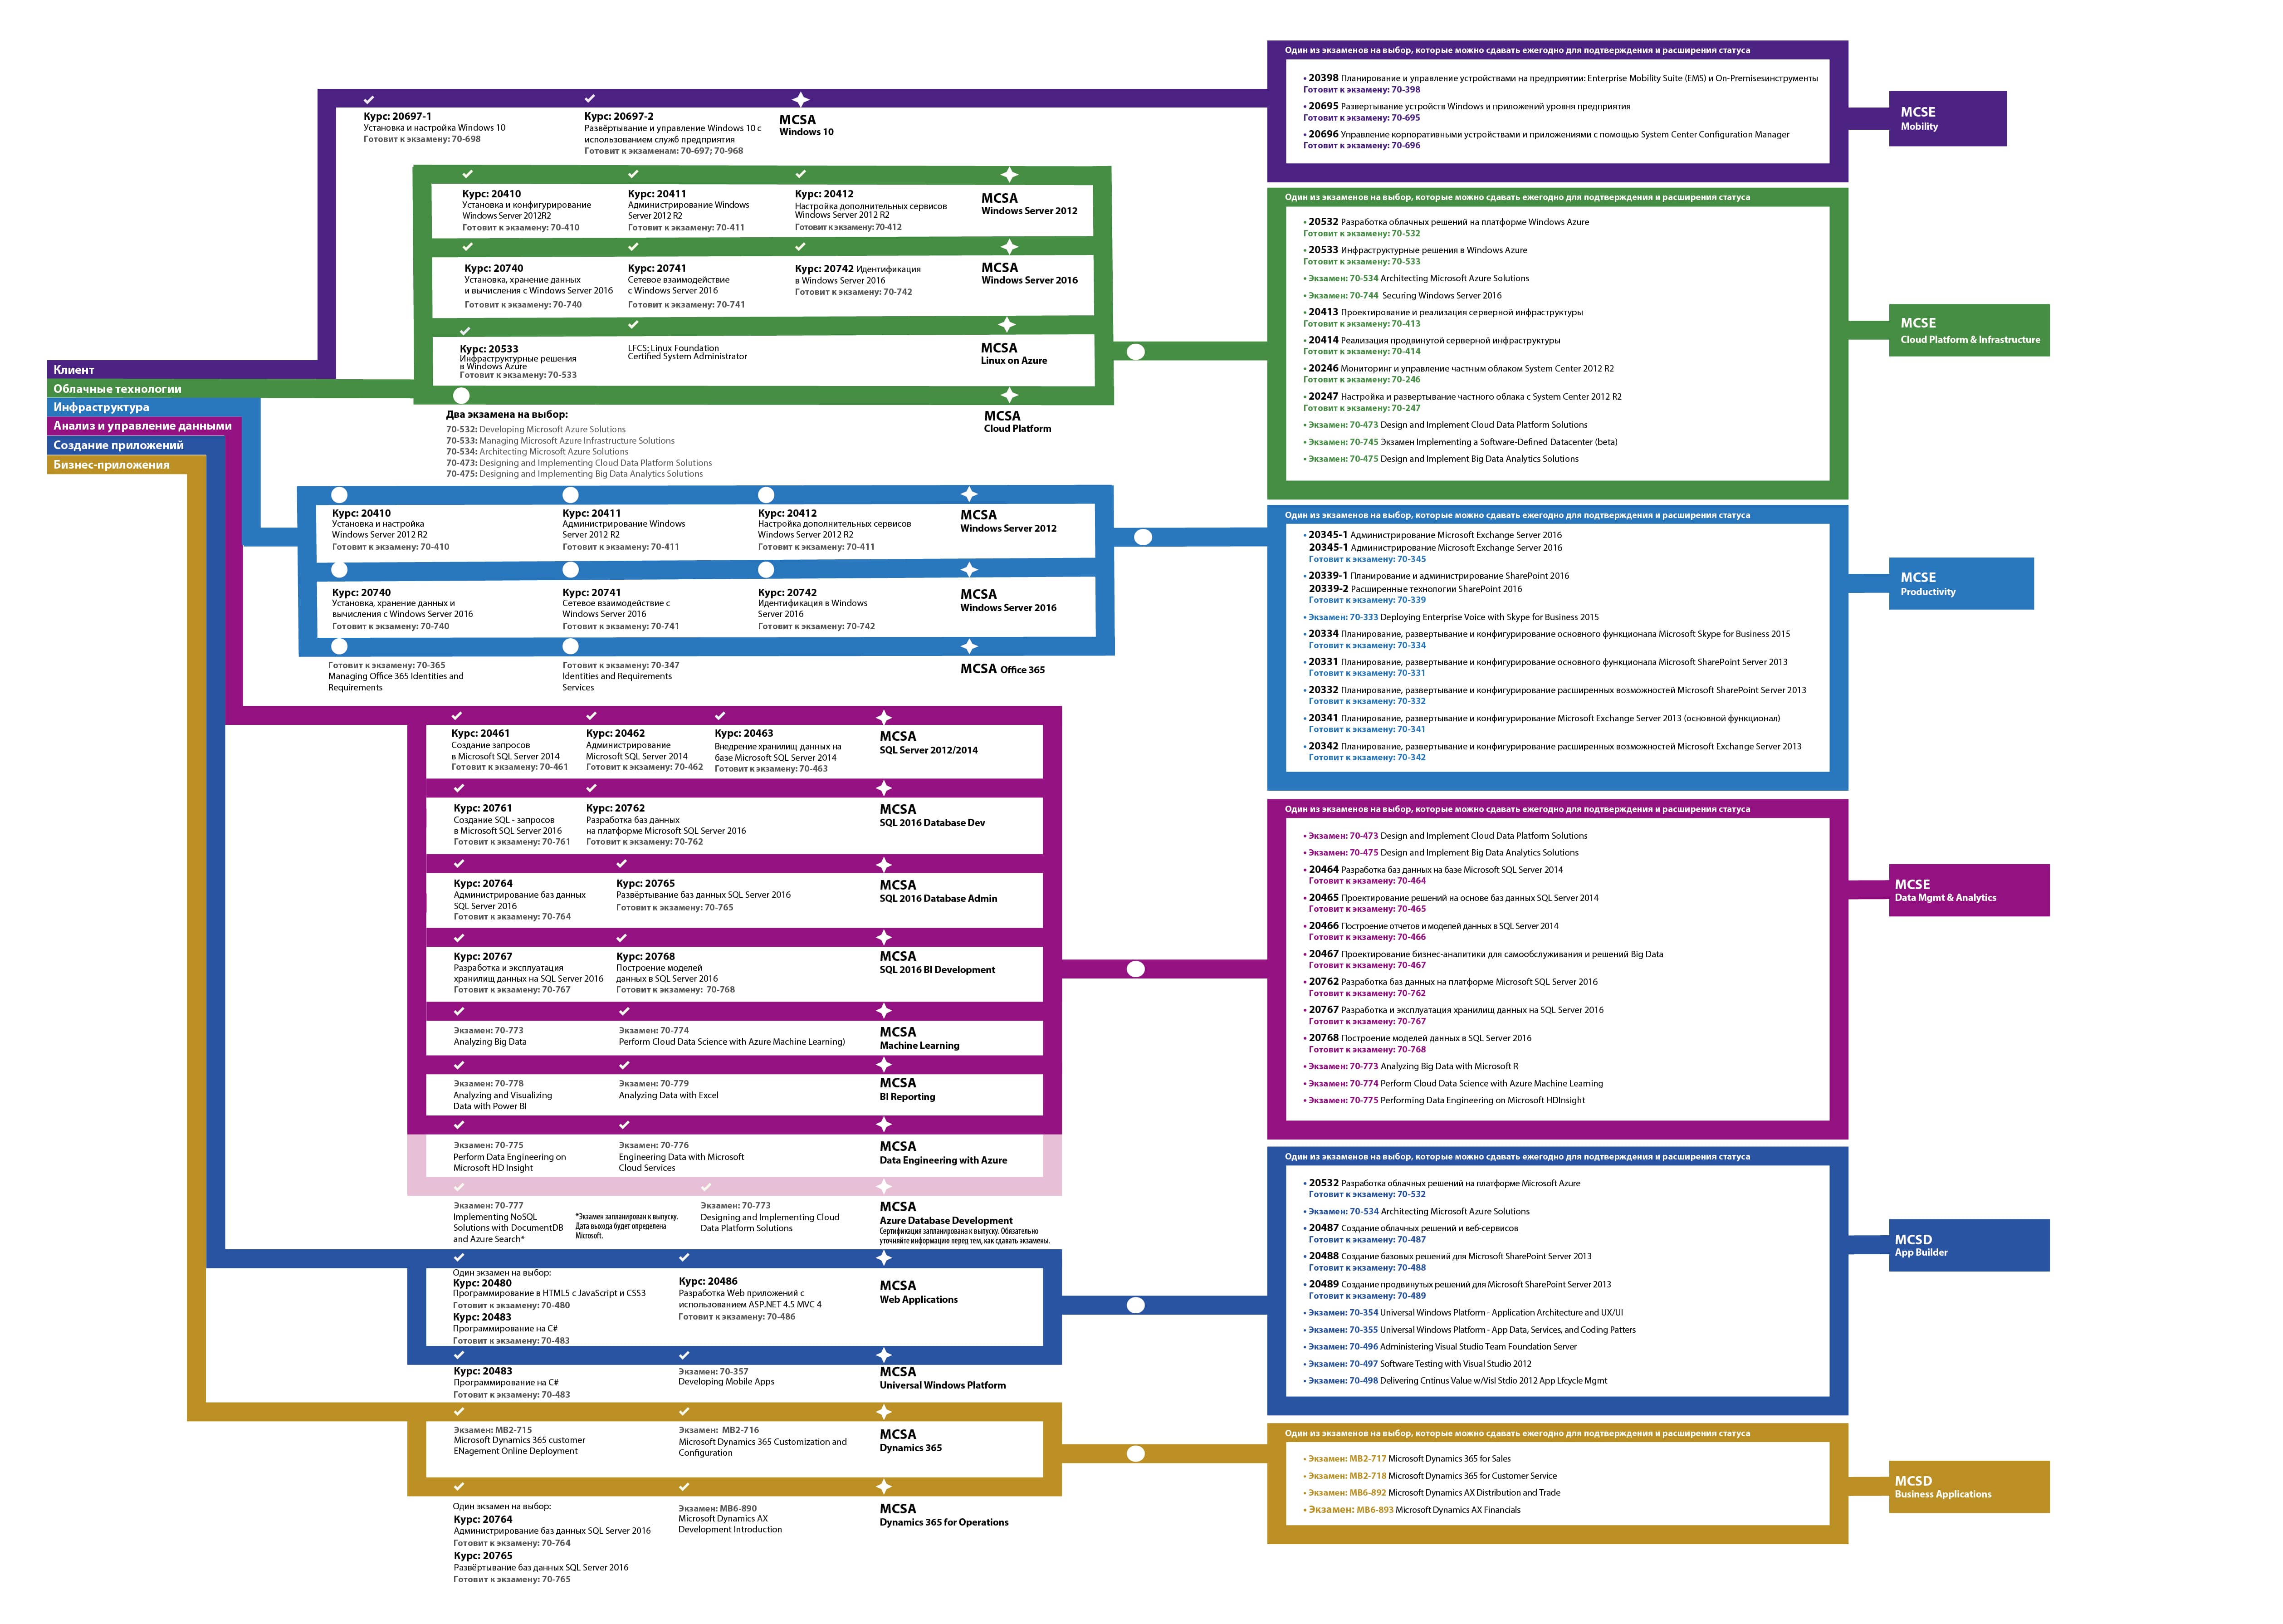 Клиент
Облачные технологии
Инфраструктура
Анализ и управление данными
Создание приложений
Бизнес-приложения
Курс: 20697-1
Установка и настройка Windows 10
Готовит к экзамену: 70-698
Курс: 20697-2
Развёртывание и управление Windows 10 с
использованием служб предприятия
Готовит к экзаменам: 70-697; 70-968
MCSA
Windows 10
Курс: 20410
Установка и конфигурирование
Windows Server 2012R2
Готовит к экзамену: 70-410
Курс: 20411
Администрирование Windows
Server 2012 R2
Готовит к экзамену: 70-411
Курс: 20412
Настройка дополнительных сервисов
Windows Server 2012 R2
Готовит к экзамену: 70-412
MCSA
Windows Server 2012
Курс: 20740
Установка, хранение данных
и вычисления с Windows Server 2016
Готовит к экзамену: 70-740
Курс: 20741
Сетевое взаимодействие
с Windows Server 2016
Готовит к экзамену: 70-741
Курс: 20742 Идентификация
в Windows Server 2016
Готовит к экзамену: 70-742
MCSA
Windows Server 2016
Курс: 20533
Инфраструктурные решения
в Windows Azure
Готовит к экзамену: 70-533
LFCS: Linux Foundation
Certified System Administrator
MCSA
Linux on Azure
Два экзамена на выбор:
70-532: Developing Microsoft Azure Solutions
70-533: Managing Microsoft Azure Infrastructure Solutions
70-534: Architecting Microsoft Azure Solutions
70-473: Designing and Implementing Cloud Data Platform Solutions
70-475: Designing and Implementing Big Data Analytics Solutions
MCSA
Cloud Platform
Курс: 20410
Установка и настройка
Windows Server 2012 R2
Готовит к экзамену: 70-410
Курс: 20411
Администрирование Windows
Server 2012 R2
Готовит к экзамену: 70-411
Курс: 20412
Настройка дополнительных сервисов
Windows Server 2012 R2
Готовит к экзамену: 70-411
MCSA
Windows Server 2012
Курс: 20740
Установка, хранение данных и
вычисления с Windows Server 2016
Готовит к экзамену: 70-740
Курс: 20741
Сетевое взаимодействие с
Windows Server 2016
Готовит к экзамену: 70-741
Курс: 20742
Идентификация в Windows
Server 2016
Готовит к экзамену: 70-742
MCSA
Windows Server 2016
Готовит к экзамену: 70-365
Managing Office 365 Identities and
Requirements
Готовит к экзамену: 70-347
Identities and Requirements
Services
MCSA Office 365
Курс: 20461
Создание запросов
в Microsoft SQL Server 2014
Готовит к экзамену: 70-461
Курс: 20462
Администрирование
Microsoft SQL Server 2014
Готовит к экзамену: 70-462
Курс: 20463
Внедрение хранилищ данных на
базе Microsoft SQL Server 2014
Готовит к экзамену: 70-463
MCSA
SQL Server 2012/2014
Курс: 20761
Создание SQL - запросов
в Microsoft SQL Server 2016
Готовит к экзамену: 70-761
Курс: 20762
Разработка баз данных
на платформе Microsoft SQL Server 2016
Готовит к экзамену: 70-762
MCSA
SQL 2016 Database Dev
Курс: 20764
Администрирование баз данных
SQL Server 2016
Готовит к экзамену: 70-764
Курс: 20765
Развёртывание баз данных SQL Server 2016
Готовит к экзамену: 70-765
MCSA
SQL 2016 Database Admin
Курс: 20767
Разработка и эксплуатация
хранилищ данных на SQL Server 2016
Готовит к экзамену: 70-767
Курс: 20768
Построение моделей
данных в SQL Server 2016
Готовит к экзамену: 70-768
MCSA
SQL 2016 BI Development
Экзамен: 70-773
Analyzing Big Data
Экзамен: 70-774
Perform Cloud Data Science with Azure Machine Learning)
MCSA
Machine Learning
Экзамен: 70-778
Analyzing and Visualizing
Data with Power BI
Экзамен: 70-779
Analyzing Data with Excel
MCSA
BI Reporting
Экзамен: 70-775
Perform Data Engineering on
Microsoft HD Insight
Экзамен: 70-776
Engineering Data with Microsoft
Cloud Services
MCSA
Data Engineering with Azure
Экзамен: 70-777
Implementing NoSQL
Solutions with DocumentDB
and Azure Search*
*Экзамен запланирован к выпуску.
Дата выхода будет определена
Microsoft.
Экзамен: 70-773
Designing and Implementing Cloud
Data Platform Solutions
MCSA
Azure Database Development
Сертификация запланирована к выпуску. Обязательно
уточняйте информацию перед тем, как сдавать экзамены.
Один экзамен на выбор:
Курс: 20480
Программирование в HTML5 с JavaScript и CSS3
Готовит к экзамену: 70-480
Курс: 20483
Программирование на C#
Готовит к экзамену: 70-483
Курс: 20486
Разработка Web приложений с
использованием ASP.NET 4.5 MVC 4
Готовит к экзамену: 70-486
MCSA
Web Applications
Курс: 20483
Программирование на C#
Готовит к экзамену: 70-483
Экзамен: 70-357
Developing Mobile Apps
MCSA
Universal Windows Platform
Экзамен: MB2-715
Microsoft Dynamics 365 customer
ENagement Online Deployment
Экзамен: MB2-716
Microsoft Dynamics 365 Customization and
Configuration
MCSA
Dynamics 365
Один экзамен на выбор:
Курс: 20764
Администрирование баз данных SQL Server 2016
Готовит к экзамену: 70-764
Курс: 20765
Развёртывание баз данных SQL Server 2016
Готовит к экзамену: 70-765
Экзамен: MB6-890
Microsoft Dynamics AX
Development Introduction
MCSA
Dynamics 365 for Operations
Один из экзаменов на выбор, которые можно сдавать ежегодно для подтверждения и расширения статуса
• 20398 Планирование и управление устройствами на предприятии: Enterprise Mobility Suite (EMS) и On-Premisesинструменты
Готовит к экзамену: 70-398
• 20695 Развертывание устройств Windows и приложений уровня предприятия
Готовит к экзамену: 70-695
• 20696 Управление корпоративными устройствами и приложениями с помощью System Center Configuration Manager
Готовит к экзамену: 70-696
MCSE
Mobility
Один из экзаменов на выбор, которые можно сдавать ежегодно для подтверждения и расширения статуса
• 20532 Разработка облачных решений на платформе Windows Azure
Готовит к экзамену: 70-532
• 20533 Инфраструктурные решения в Windows Azure
Готовит к экзамену: 70-533
• Экзамен: 70-534 Architecting Microsoft Azure Solutions
• Экзамен: 70-744 Securing Windows Server 2016
• 20413 Проектирование и реализация серверной инфраструктуры
Готовит к экзамену: 70-413
• 20414 Реализация продвинутой серверной инфраструктуры
Готовит к экзамену: 70-414
• 20246 Мониторинг и управление частным облаком System Center 2012 R2
Готовит к экзамену: 70-246
• 20247 Настройка и развертывание частного облака с System Center 2012 R2
Готовит к экзамену: 70-247
• Экзамен: 70-473 Design and Implement Cloud Data Platform Solutions
• Экзамен: 70-745 Экзамен Implementing a Software-Defined Datacenter (beta)
• Экзамен: 70-475 Design and Implement Big Data Analytics Solutions
MCSE
Cloud Platform & Infrastructure
Один из экзаменов на выбор, которые можно сдавать ежегодно для подтверждения и расширения статуса
• 20345-1 Администрирование Microsoft Exchange Server 2016
20345-1 Администрирование Microsoft Exchange Server 2016
Готовит к экзамену: 70-345
• 20339-1 Планирование и администрирование SharePoint 2016
20339-2 Расширенные технологии SharePoint 2016
Готовит к экзамену: 70-339
• Экзамен: 70-333 Deploying Enterprise Voice with Skype for Business 2015
• 20334 Планирование, развертывание и конфигурирование основного функционала Microsoft Skype for Business 2015
Готовит к экзамену: 70-334
• 20331 Планирование, развертывание и конфигурирование основного функционала Microsoft SharePoint Server 2013
Готовит к экзамену: 70-331
• 20332 Планирование, развертывание и конфигурирование расширенных возможностей Microsoft SharePoint Server 2013
Готовит к экзамену: 70-332
• 20341 Планирование, развертывание и конфигурирование Microsoft Exchange Server 2013 (основной функционал)
Готовит к экзамену: 70-341
• 20342 Планирование, развертывание и конфигурирование расширенных возможностей Microsoft Exchange Server 2013
Готовит к экзамену: 70-342
MCSE
Productivity
Один из экзаменов на выбор, которые можно сдавать ежегодно для подтверждения и расширения статуса
• Экзамен: 70-473 Design and Implement Cloud Data Platform Solutions
• Экзамен: 70-475 Design and Implement Big Data Analytics Solutions
• 20464 Разработка баз данных на базе Microsoft SQL Server 2014
Готовит к экзамену: 70-464
• 20465 Проектирование решений на основе баз данных SQL Server 2014
Готовит к экзамену: 70-465
• 20466 Построение отчетов и моделей данных в SQL Server 2014
Готовит к экзамену: 70-466
• 20467 Проектирование бизнес-аналитики для самообслуживания и решений Big Data
Готовит к экзамену: 70-467
• 20762 Разработка баз данных на платформе Microsoft SQL Server 2016
Готовит к экзамену: 70-762
• 20767 Разработка и эксплуатация хранилищ данных на SQL Server 2016
Готовит к экзамену: 70-767
• 20768 Построение моделей данных в SQL Server 2016
Готовит к экзамену: 70-768
• Экзамен: 70-773 Analyzing Big Data with Microsoft R
• Экзамен: 70-774 Perform Cloud Data Science with Azure Machine Learning
• Экзамен: 70-775 Performing Data Engineering on Microsoft HDInsight
MCSE
Data Mgmt & Analytics
Один из экзаменов на выбор, которые можно сдавать ежегодно для подтверждения и расширения статуса
• 20532 Разработка облачных решений на платформе Microsoft Azure
Готовит к экзамену: 70-532
• Экзамен: 70-534 Architecting Microsoft Azure Solutions
• 20487 Создание облачных решений и веб-сервисов
Готовит к экзамену: 70-487
• 20488 Создание базовых решений для Microsoft SharePoint Server 2013
Готовит к экзамену: 70-488
• 20489 Создание продвинутых решений для Microsoft SharePoint Server 2013
Готовит к экзамену: 70-489
• Экзамен: 70-354 Universal Windows Platform - Application Architecture and UX/UI
• Экзамен: 70-355 Universal Windows Platform - App Data, Services, and Coding Patters
• Экзамен: 70-496 Administering Visual Studio Team Foundation Server
• Экзамен: 70-497 Software Testing with Visual Studio 2012
• Экзамен: 70-498 Delivering Cntinus Value w/Visl Stdio 2012 App Lfcycle Mgmt
MCSD
App Builder
Один из экзаменов на выбор, которые можно сдавать ежегодно для подтверждения и расширения статуса
• Экзамен: MB2-717 Microsoft Dynamics 365 for Sales
• Экзамен: MB2-718 Microsoft Dynamics 365 for Customer Service
• Экзамен: MB6-892 Microsoft Dynamics AX Distribution and Trade
• Экзамен: MB6-893 Microsoft Dynamics AX Financials
MCSD
Business Applications